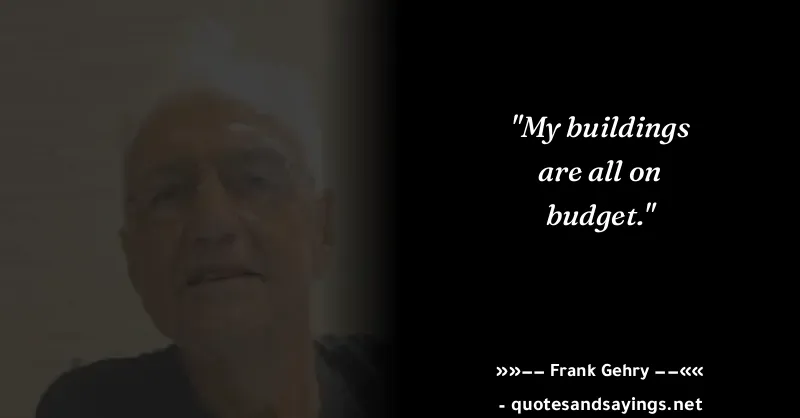 "My buildings
are all on
budget."
»»−− Frank Gehry −−««
- quotesandsayings.net